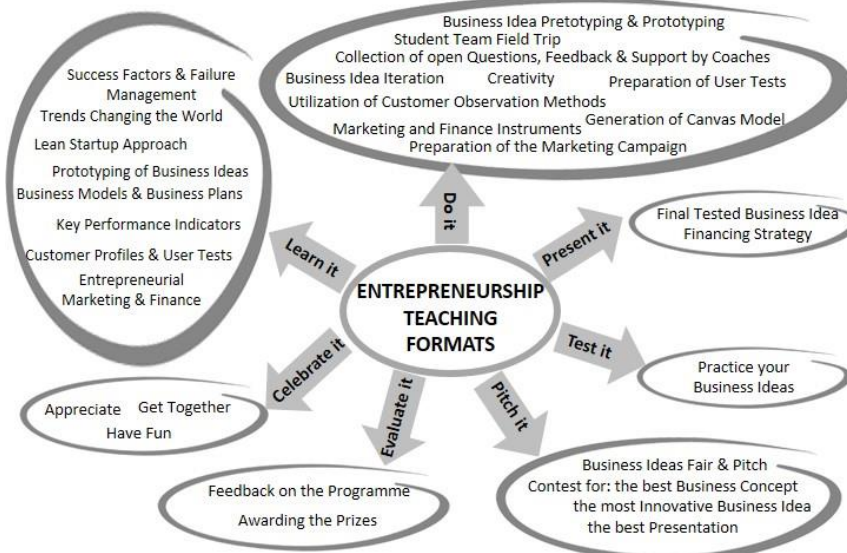 Business Idea Pretotyping & Prototyping
Student Team Field Trip
Collection of open Questions, Feedback & Support by Coaches
Business Idea Iteration
Creativity
Preparation of User Tests
Utilization of Customer Observation Methods
Generation of Canvas Model
Marketing and Finance Instruments
Preparation of the Marketing Campaign
Do it
Success Factors & Failure
Management
Trends Changing the World
Lean Startup Approach
Prototyping of Business Ideas
Business Models & Business Plans
Key Performance Indicators
Customer Profiles & User Tests
Entrepreneurial
Marketing & Finance
Learn it
Present it
Final Tested Business Idea
Financing Strategy
ENTREPRENEURSHIP
TEACHING
FORMATS
Test it
Practice your
Business Ideas
Celebrate it
Appreciate
Get Together
Have Fun
Evaluate it
Feedback on the Programme
Awarding the Prizes
Pitch it
Business Ideas Fair & Pitch
Contest for: the best Business Concept
the most Innovative Business Idea
the best Presentation